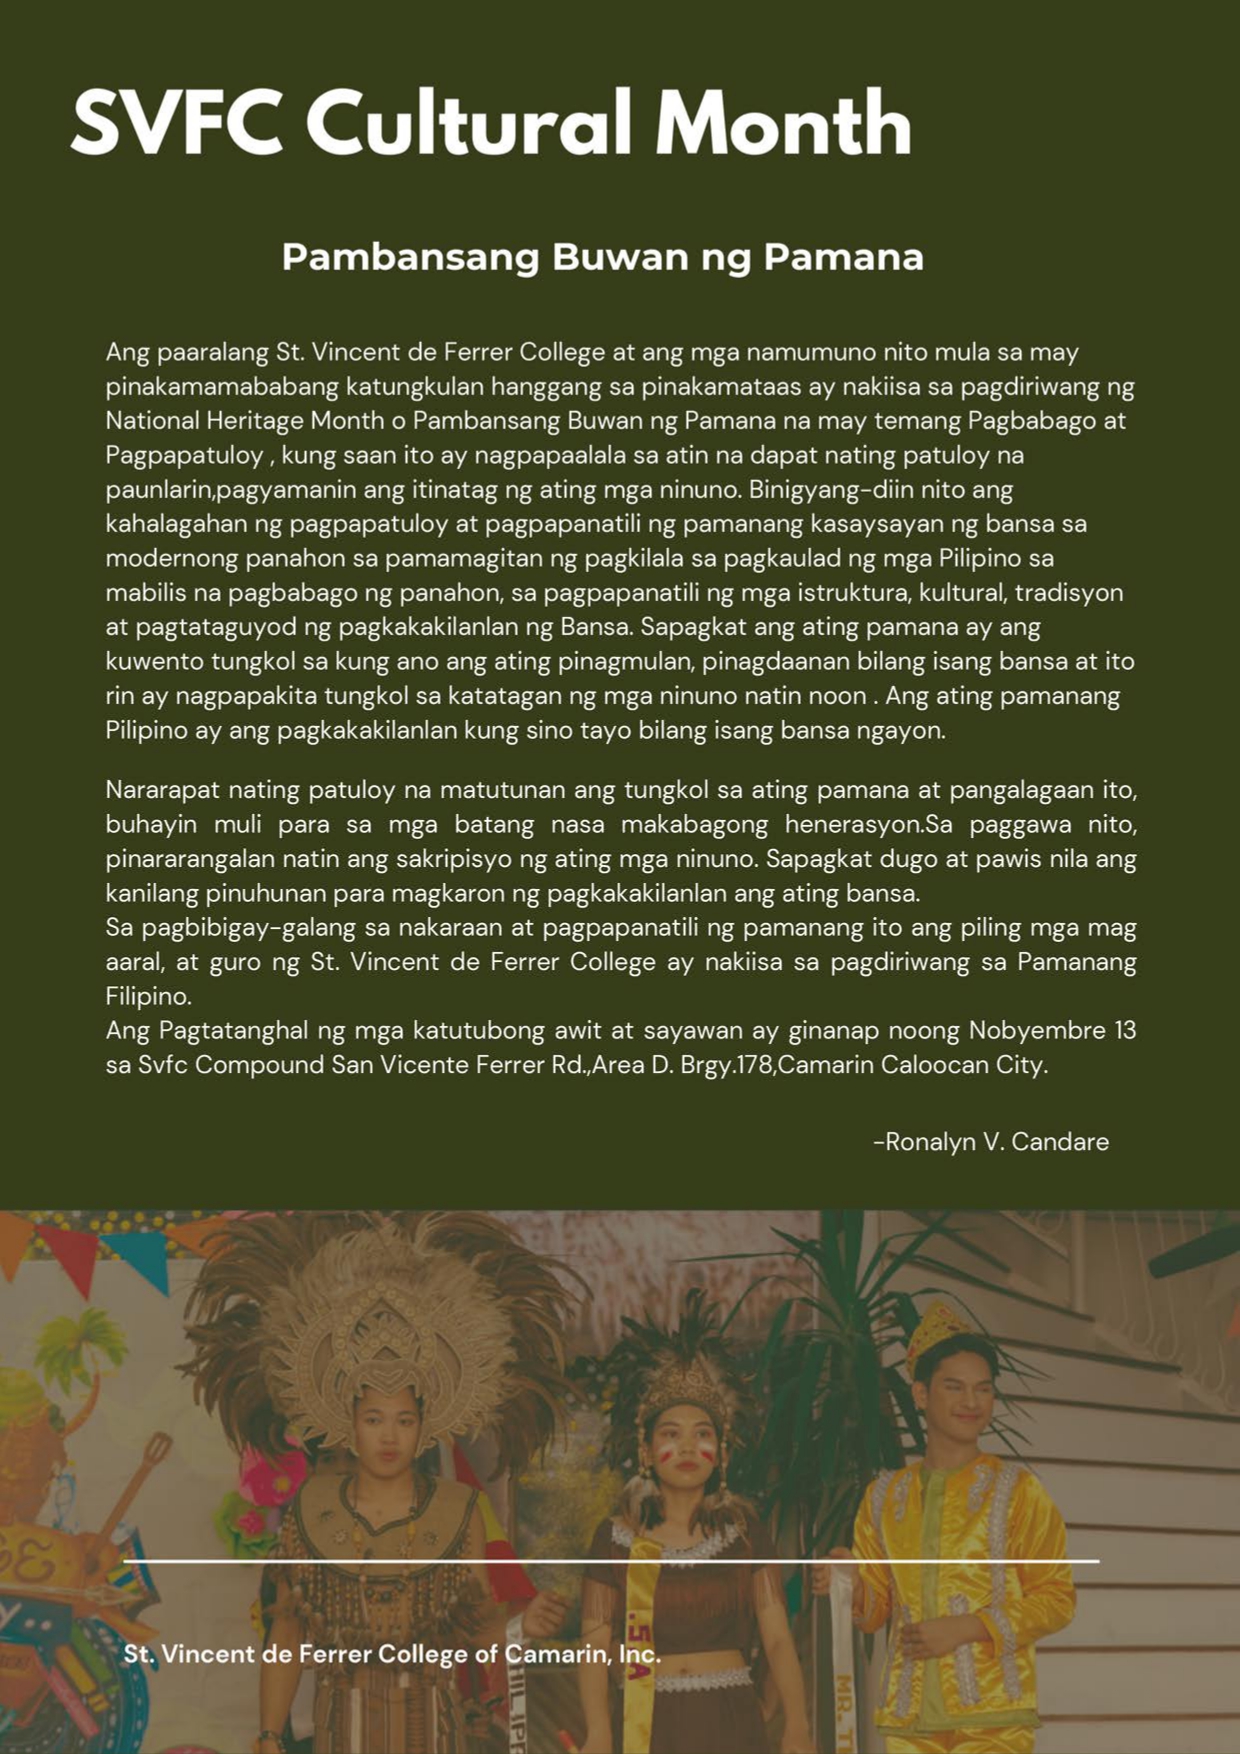 SVFC Cultural Month
Pambansang Buwan ng Pamana
Ang paaralang St. Vincent de Ferrer College at ang mga namumuno nito mula sa may
pinakamamababang katungkulan hanggang sa pinakamataas ay nakiisa sa pagdiriwang ng
National Heritage Month o Pambansang Buwan ng Pamana na may temang Pagbabago at
Pagpapatuloy , kung saan ito ay nagpapaalala sa atin na dapat nating patuloy na
paunlarin,pagyamanin ang itinatag ng ating mga ninuno. Binigyang-diin nito ang
kahalagahan ng pagpapatuloy at pagpapanatili ng pamanang kasaysayan ng bansa sa
modernong panahon sa pamamagitan ng pagkilala sa pagkaulad ng mga Pilipino sa
mabilis na pagbabago ng panahon, sa pagpapanatili ng mga istruktura, kultural, tradisyon
at pagtataguyod ng pagkakakilanlan ng Bansa. Sapagkat ang ating pamana ay ang
kuwento tungkol sa kung ano ang ating pinagmulan, pinagdaanan bilang isang bansa at ito
rin ay nagpapakita tungkol sa katatagan ng mga ninuno natin noon . Ang ating pamanang
Pilipino ay ang pagkakakilanlan kung sino tayo bilang isang bansa ngayon.
Nararapat nating patuloy na matutunan ang tungkol sa ating pamana at pangalagaan ito,
buhayin muli para sa mga batang nasa makabagong henerasyon.Sa paggawa nito,
pinararangalan natin ang sakripisyo ng ating mga ninuno. Sapagkat dugo at pawis nila ang
kanilang pinuhunan para magkaron ng pagkakakilanlan ang ating bansa.
Sa pagbibigay-galang sa nakaraan at pagpapanatili ng pamanang ito ang piling mga mag
aaral, at guro ng St. Vincent de Ferrer College ay nakiisa sa pagdiriwang sa Pamanang
Filipino.
Ang Pagtatanghal ng mga katutubong awit at sayawan ay ginanap noong Nobyembre 13
sa Svfc Compound San Vicente Ferrer Rd.,Area D. Brgy.178,Camarin Caloocan City.
-Ronalyn V. Candare
St. Vincent de Ferrer College of Camarin, Inc.